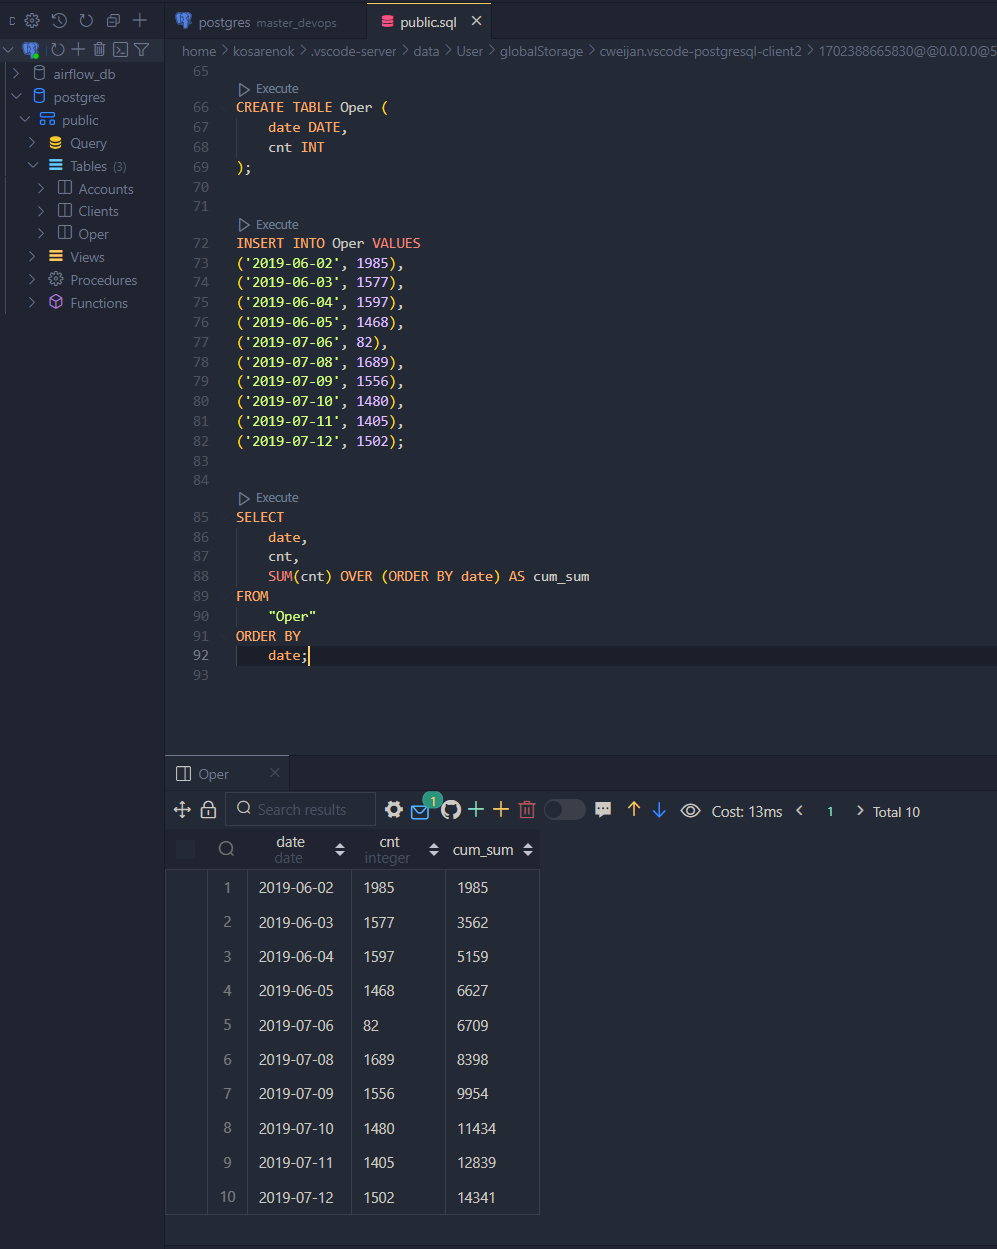 postgres master_devops
public.sql
home > kosarenok > .vscode-server > data > User > globalStorage > cweijan.vscode-postgresql-client2 > 1702388665830@@0.0.0.0@5
airflow_db
postgres
public
Query
Tables (3)
Accounts
Clients
Oper
Views
Procedures
Functions
65
Execute
66 CREATE TABLE Oper (
67 date DATE,
68 cnt INT
69 );
70
71
Execute
72 INSERT INTO Oper VALUES
73 ('2019-06-02', 1985),
74 ('2019-06-03', 1577),
75 ('2019-06-04', 1597),
76 ('2019-06-05', 1468),
77 ('2019-07-06', 82),
78 ('2019-07-08', 1689),
79 ('2019-07-09', 1556),
80 ('2019-07-10', 1480),
81 ('2019-07-11', 1405),
82 ('2019-07-12', 1502);
83
84
Execute
85 SELECT
86 date,
87 cnt,
88 SUM(cnt) OVER (ORDER BY date) AS cum_sum
89 FROM
90 "Oper"
91 ORDER BY
92 date;
93
Oper
Search results
1
Cost: 13ms < 1 > Total 10
date cnt cum_sum
date integer
1 2019-06-02 1985 1985
2 2019-06-03 1577 3562
3 2019-06-04 1597 5159
4 2019-06-05 1468 6627
5 2019-07-06 82 6709
6 2019-07-08 1689 8398
7 2019-07-09 1556 9954
8 2019-07-10 1480 11434
9 2019-07-11 1405 12839
10 2019-07-12 1502 14341